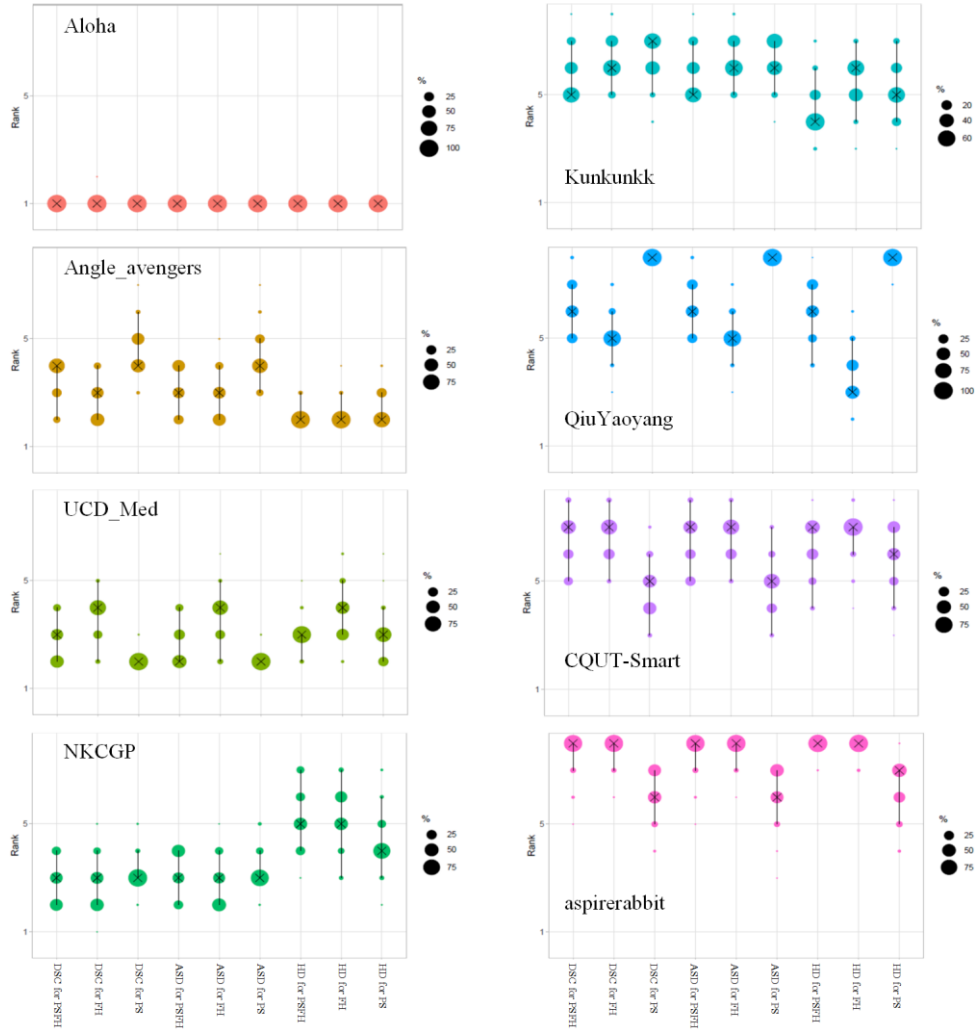 Aloha
Rank
5
1
%
25
50
75
100
Kunkunkk
Rank
5
1
%
20
40
60
Angle_avengers
Rank
5
1
%
25
50
75
QiuYaoyang
Rank
5
1
%
25
50
75
100
UCD_Med
Rank
5
1
%
25
50
75
CQUT-Smart
Rank
5
1
%
25
50
75
NKCGP
Rank
5
1
%
25
50
75
aspirerabbit
Rank
5
1
%
25
50
75
DSC for PSFH
DSC for FH
DSC for PS
ASD for PSFH
ASD for FH
ASD for PS
HD for PSFH
HD for FH
HD for PS
DSC for PSFH
DSC for FH
DSC for PS
ASD for PSFH
ASD for FH
ASD for PS
HD for PSFH
HD for FH
HD for PS